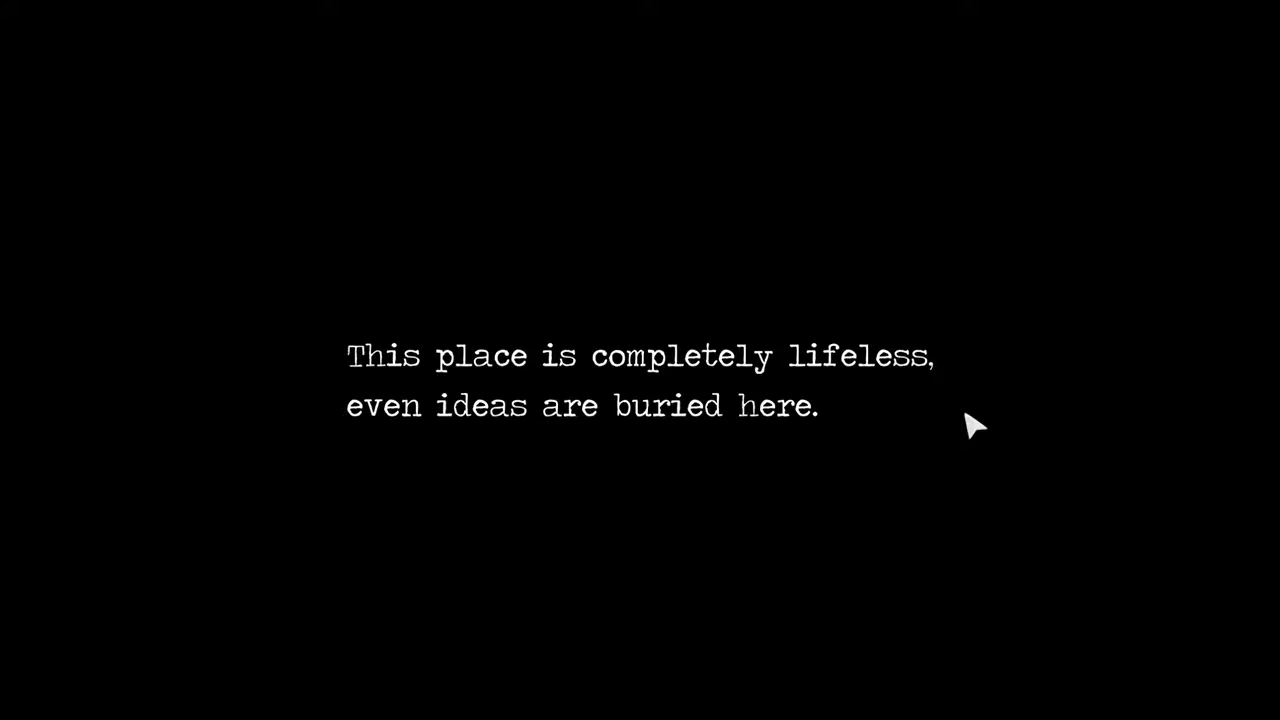 This place is completely lifeless,
even ideas are buried here.